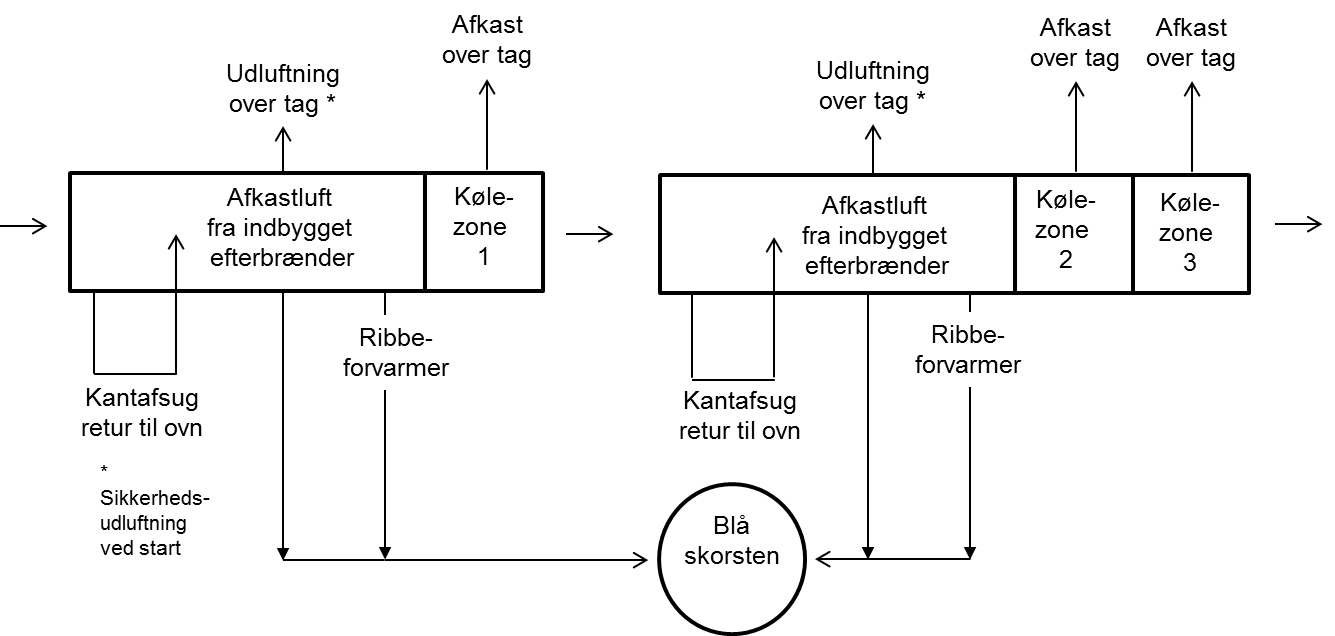 Afkast
over tag
Udluftning
over tag *
Afkastluft
fra indbygget
efterbrænder
Køle-
zone
1
Ribbe-
forvarmer
Kantafsug
retur til ovn
*
Sikkerheds-
udluftning
ved start
Afkast
over tag
Afkast
over tag
Udluftning
over tag *
Afkastluft
fra indbygget
efterbrænder
Køle-
zone
2
Køle-
zone
3
Ribbe-
forvarmer
Kantafsug
retur til ovn
Blå
skorsten